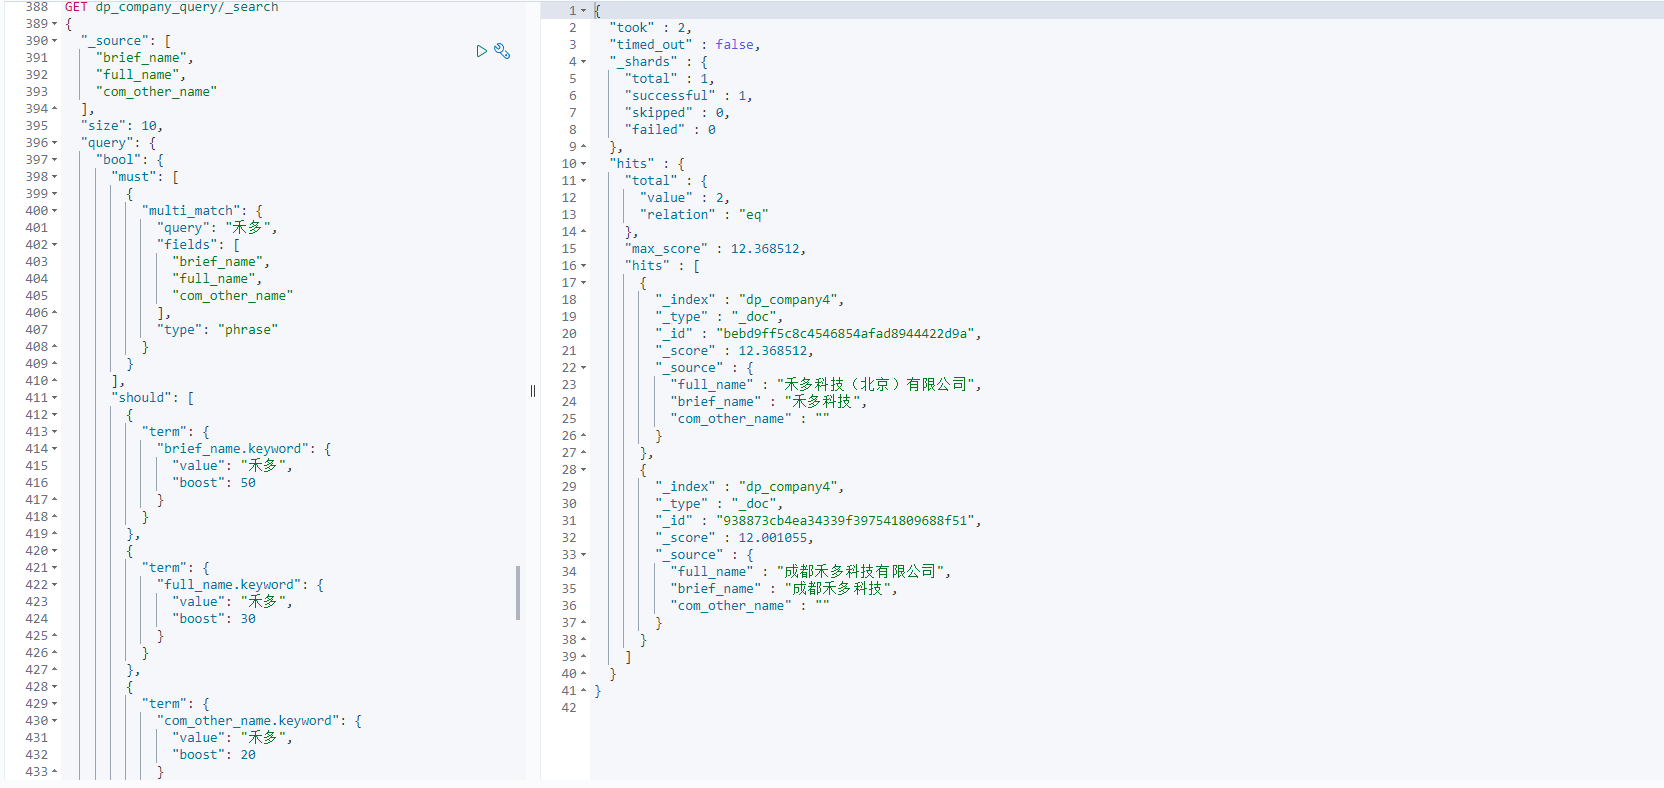 388 GET dp_company_query/_search
389 {
390 "_source": [
391 "brief_name",
392 "full_name",
393 "com_other_name"
394 ],
395 "size": 10,
396 "query": {
397 "bool": {
398 "must": [
399 {
400 "multi_match": {
401 "query": "禾多",
402 "fields": [
403 "brief_name",
404 "full_name",
405 "com_other_name"
406 ],
407 "type": "phrase"
408 }
409 }
410 ],
411 "should": [
412 {
413 "term": {
414 "brief_name.keyword": {
415 "value": "禾多",
416 "boost": 50
417 }
418 }
419 },
420 {
421 "term": {
422 "full_name.keyword": {
423 "value": "禾多",
424 "boost": 30
425 }
426 }
427 },
428 {
429 "term": {
430 "com_other_name.keyword": {
431 "value": "禾多",
432 "boost": 20
433 }
1 {
2 "took" : 2,
3 "timed_out" : false,
4 "_shards" : {
5 "total" : 1,
6 "successful" : 1,
7 "skipped" : 0,
8 "failed" : 0
9 },
10 "hits" : {
11 "total" : {
12 "value" : 2,
13 "relation" : "eq"
14 },
15 "max_score" : 12.368512,
16 "hits" : [
17 {
18 "_index" : "dp_company4",
19 "_type" : "_doc",
20 "_id" : "bebd9ff5c8c4546854afad8944422d9a",
21 "_score" : 12.368512,
22 "_source" : {
23 "full_name" : "禾多科技（北京）有限公司",
24 "brief_name" : "禾多科技",
25 "com_other_name" : ""
26 }
27 },
28 {
29 "_index" : "dp_company4",
30 "_type" : "_doc",
31 "_id" : "938873cb4ea34339f397541809688f51",
32 "_score" : 12.001055,
33 "_source" : {
34 "full_name" : "成都禾多科技有限公司",
35 "brief_name" : "成都禾多科技",
36 "com_other_name" : ""
37 }
38 }
39 ]
40 }
41 }
42